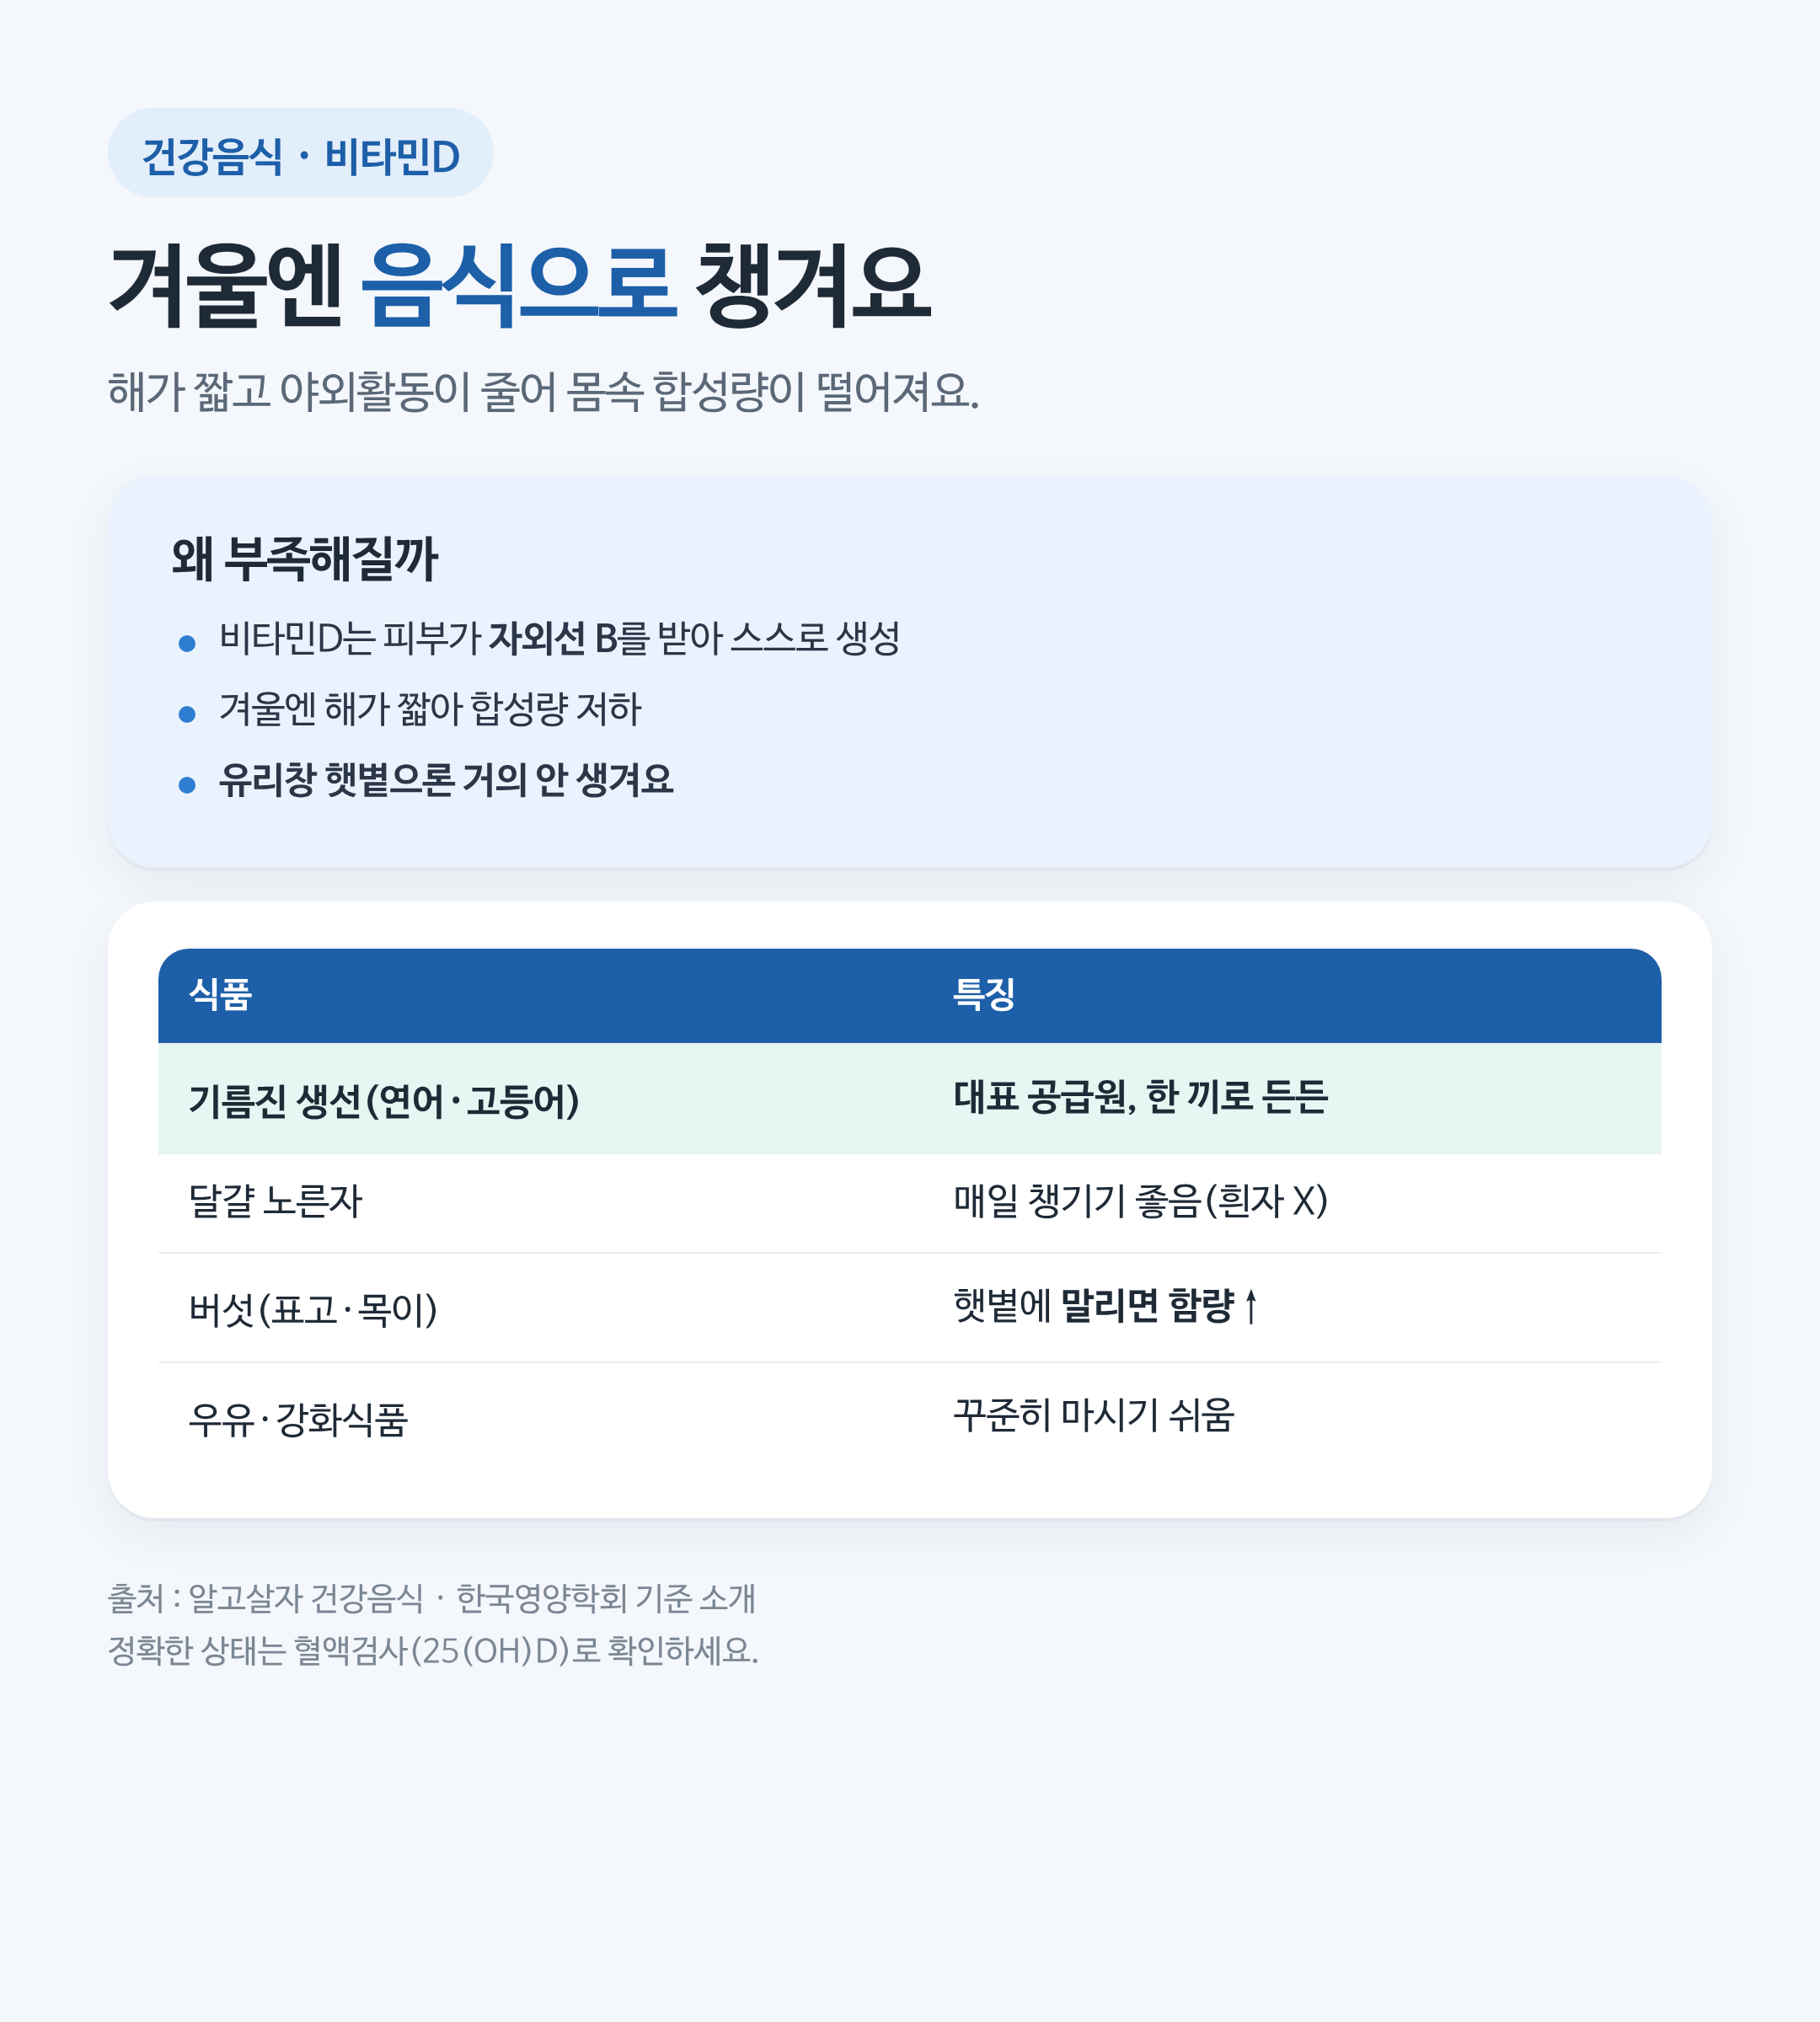 건강음식 · 비타민D
겨울엔 음식으로 챙겨요
해가 짧고 야외활동이 줄어 몸속 합성량이 떨어져요.
왜 부족해질까
비타민D는 피부가 자외선 B를 받아 스스로 생성
겨울엔 해가 짧아 합성량 저하
유리창 햇볕으론 거의 안 생겨요
식품 특징
기름진 생선(연어·고등어) 대표 공급원, 한 끼로 든든
달걀 노른자 매일 챙기기 좋음(흰자 X)
버섯(표고·목이) 햇볕에 말리면 함량↑
우유·강화식품 꾸준히 마시기 쉬움
출처 : 알고살자 건강음식 · 한국영양학회 기준 소개
정확한 상태는 혈액검사(25(OH)D)로 확인하세요.